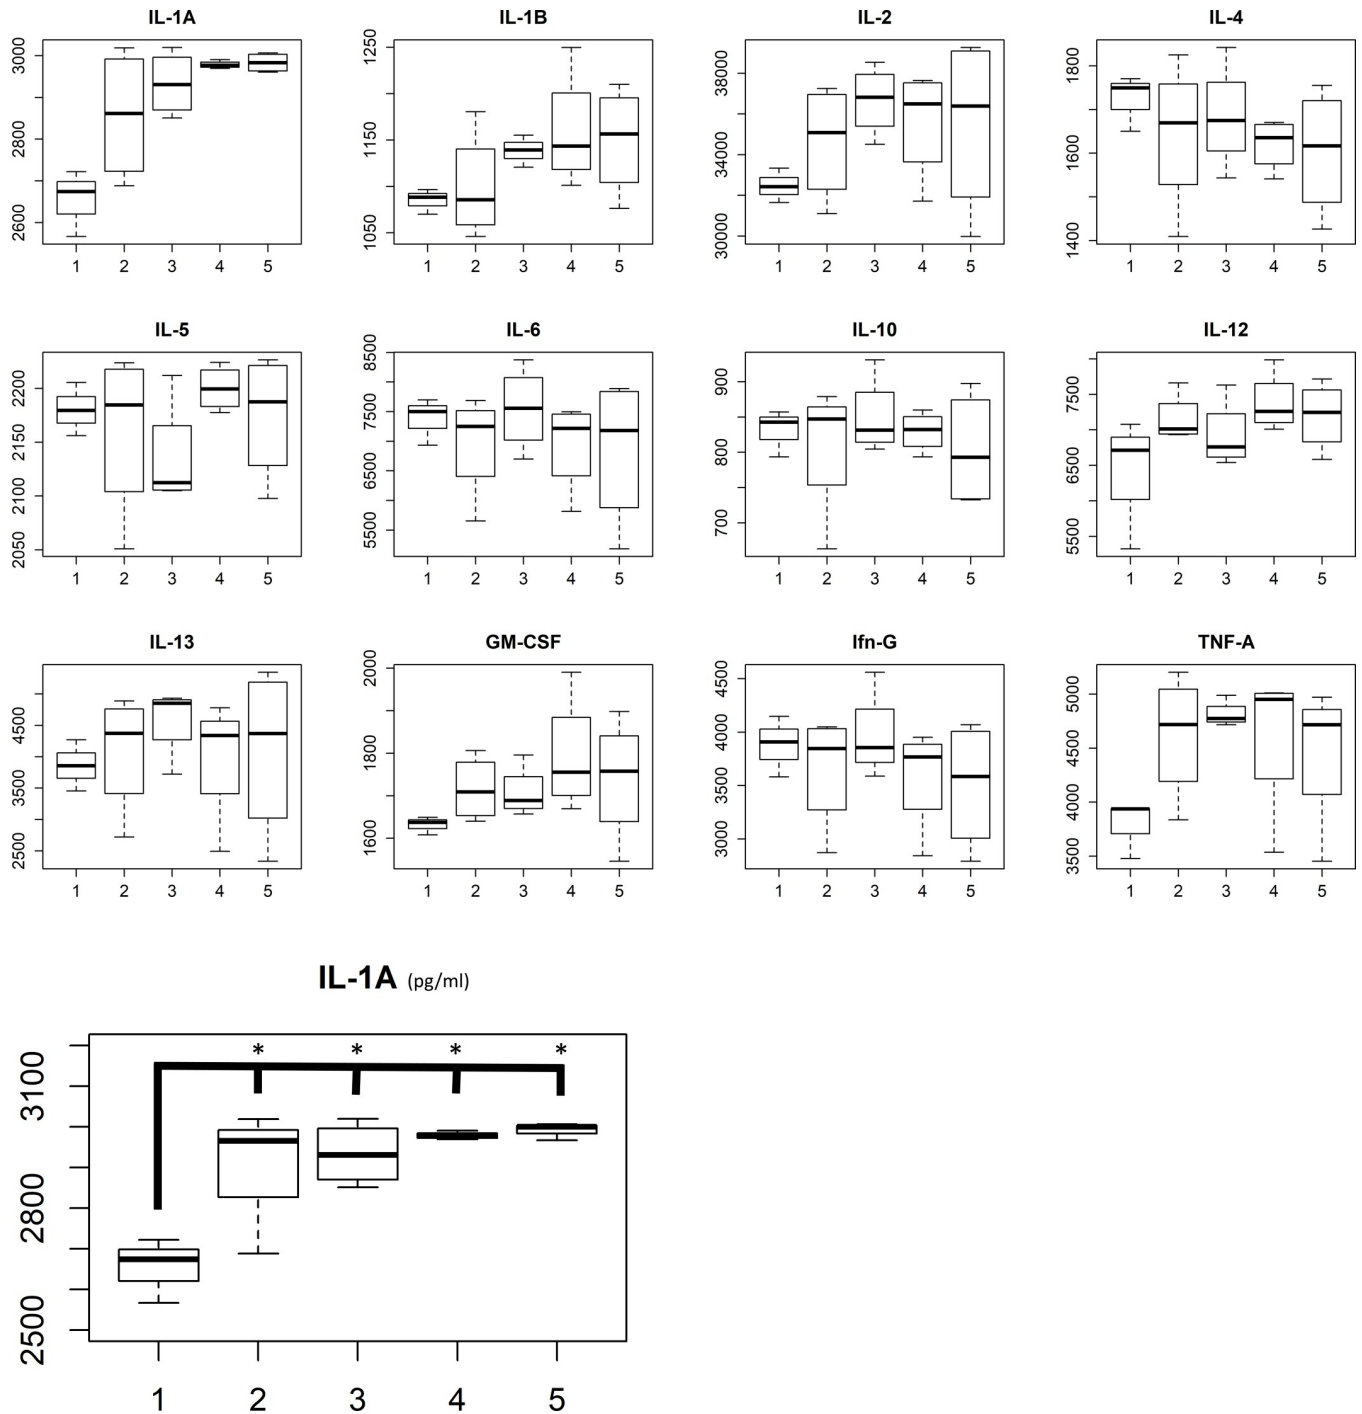 IL-1A
3000
2800
2600
1 2 3 4 5
IL-1B
1250
1150
1050
1 2 3 4 5
IL-2
38000
34000
30000
1 2 3 4 5
IL-4
1800
1600
1400
1 2 3 4 5
IL-5
2200
2150
2100
2050
1 2 3 4 5
IL-6
8500
7500
6500
5500
1 2 3 4 5
IL-10
900
800
700
1 2 3 4 5
IL-12
7500
6500
5500
1 2 3 4 5
IL-13
4500
3500
2500
1 2 3 4 5
GM-CSF
2000
1800
1600
1 2 3 4 5
Ifn-G
4500
4000
3500
3000
1 2 3 4 5
TNF-A
5000
4500
4000
3500
1 2 3 4 5
IL-1A (pg/ml)
* * * *
3100
2800
2500
1 2 3 4 5